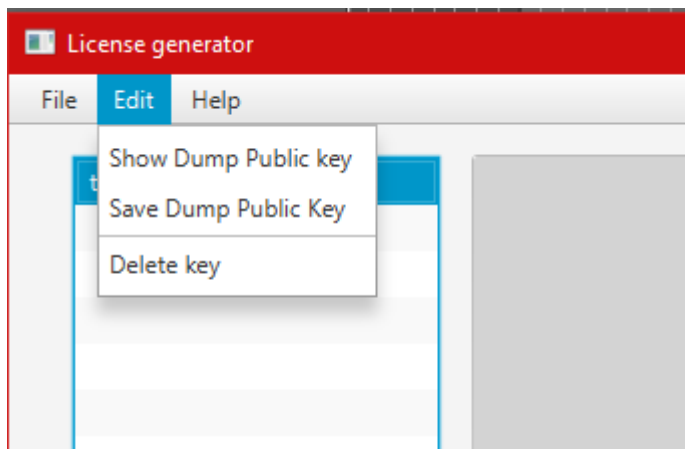 License generator
File Edit Help
Show Dump Public key
Save Dump Public Key
Delete key